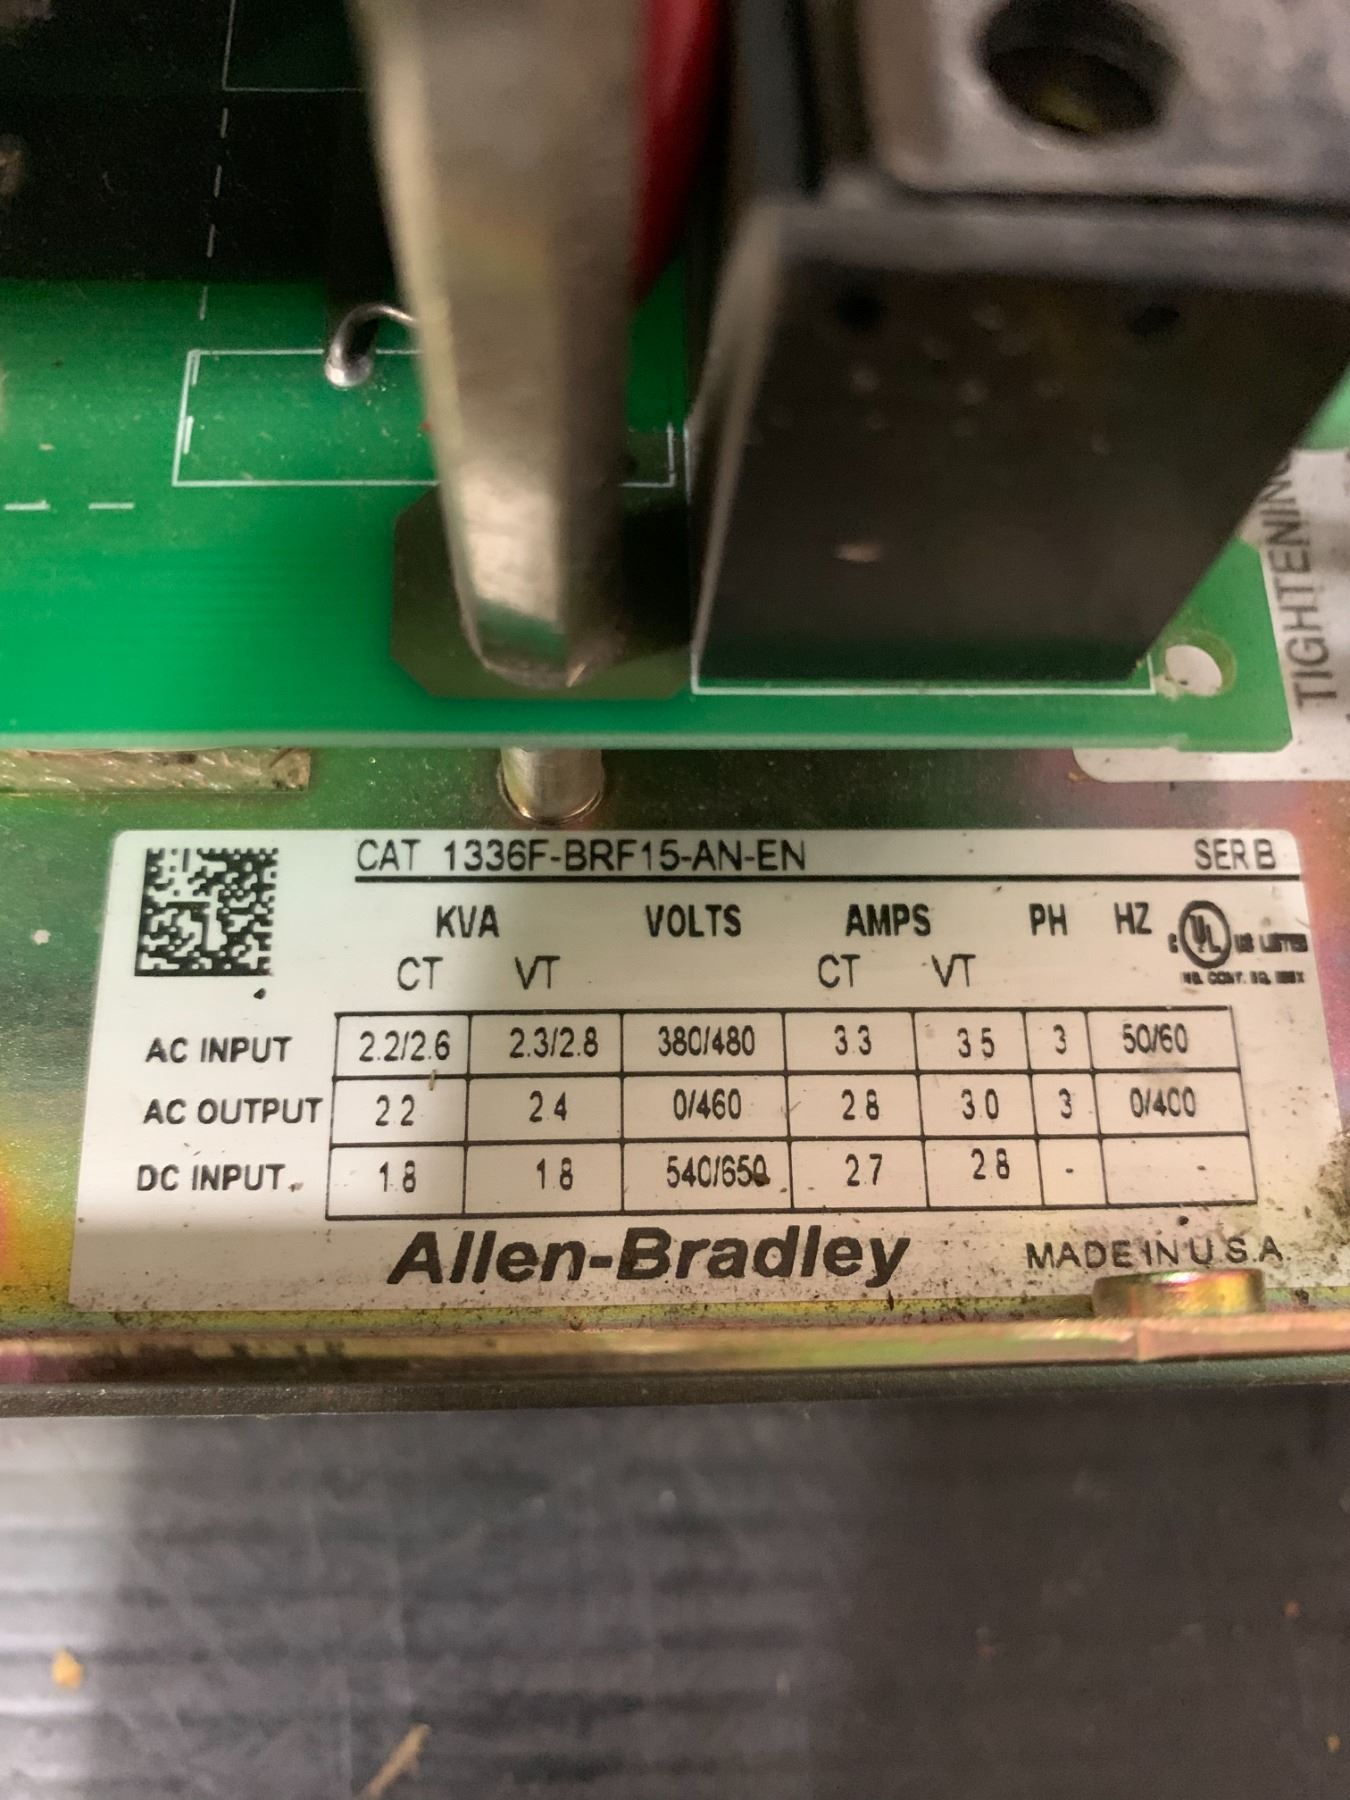 TIGHTENING
CAT 1336F-BRF15-AN-EN SER B
KVA VOLTS AMPS PH HZ
C UL US LISTED
CT VT CT VT
AC INPUT 2.2/2.6 2.3/2.8 380/480 3.3 3.5 3 50/60
AC OUTPUT 2.2 2.4 0/460 2.8 3.0 3 0/400
DC INPUT 1.8 1.8 540/650 2.7 2.8 - -
Allen-Bradley MADE IN U.S.A.